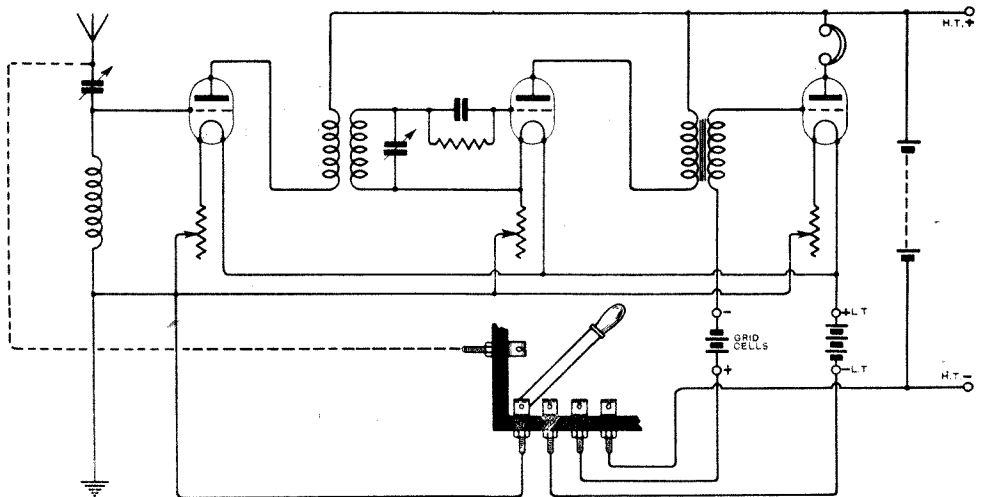 H.T.+
-
+L.T
GRID
CELLS
+
-L.T
H.T.-